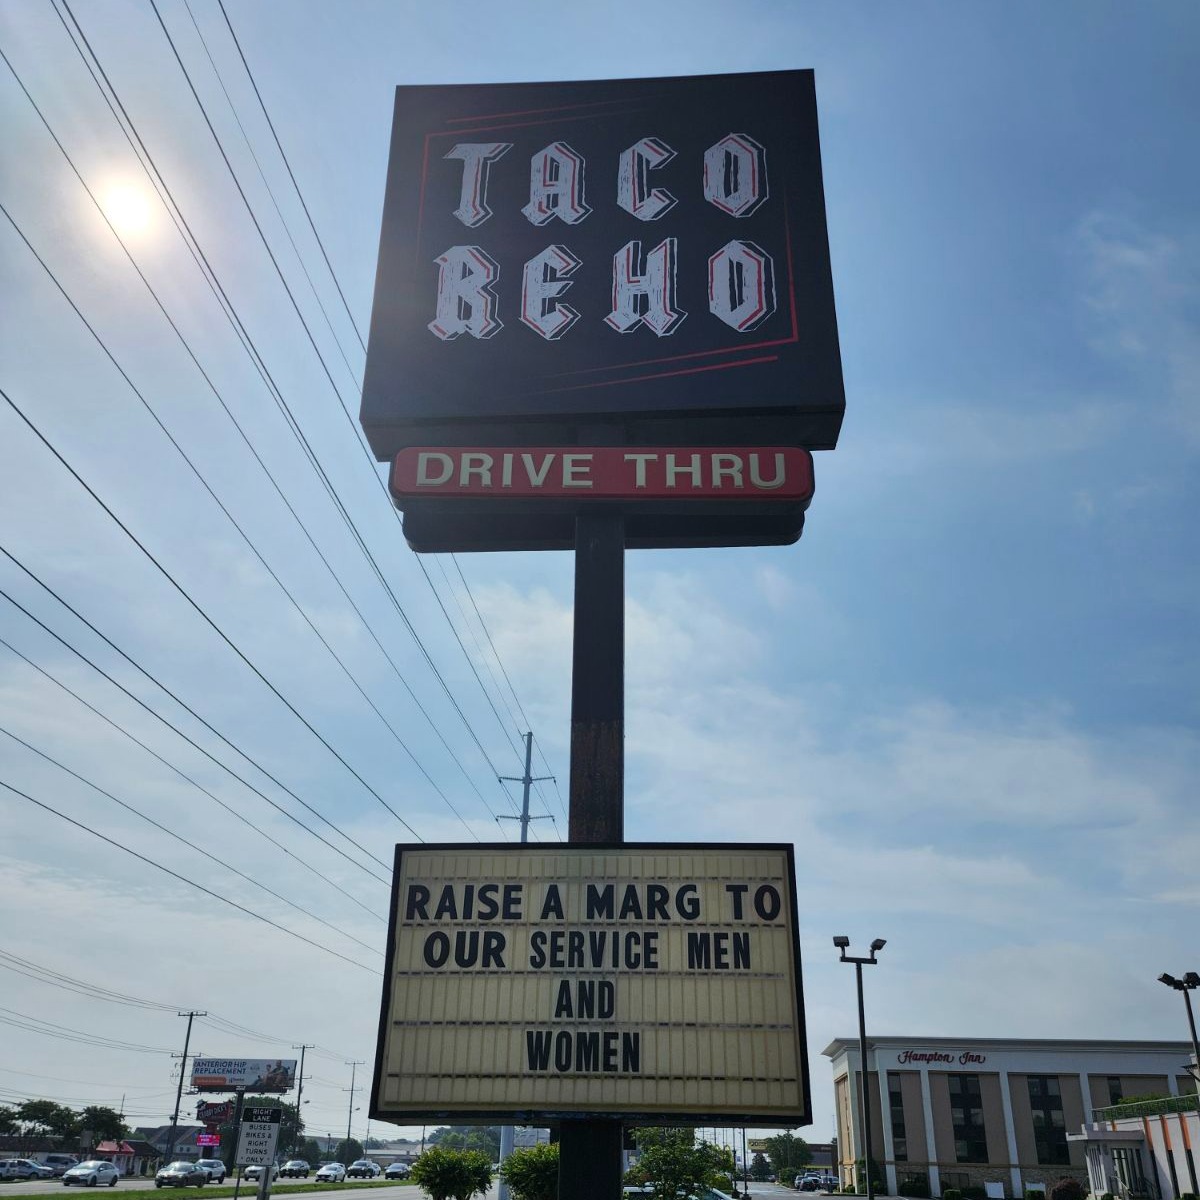 TACO
REHO
DRIVE THRU
RAISE A MARG TO
OUR SERVICE MEN
AND
WOMEN
Hampton Inn
ANTERIOR HIP
REPLACEMENT
RIGHT
LANE
BUSES
BIKES &
RIGHT
TURNS
ONLY